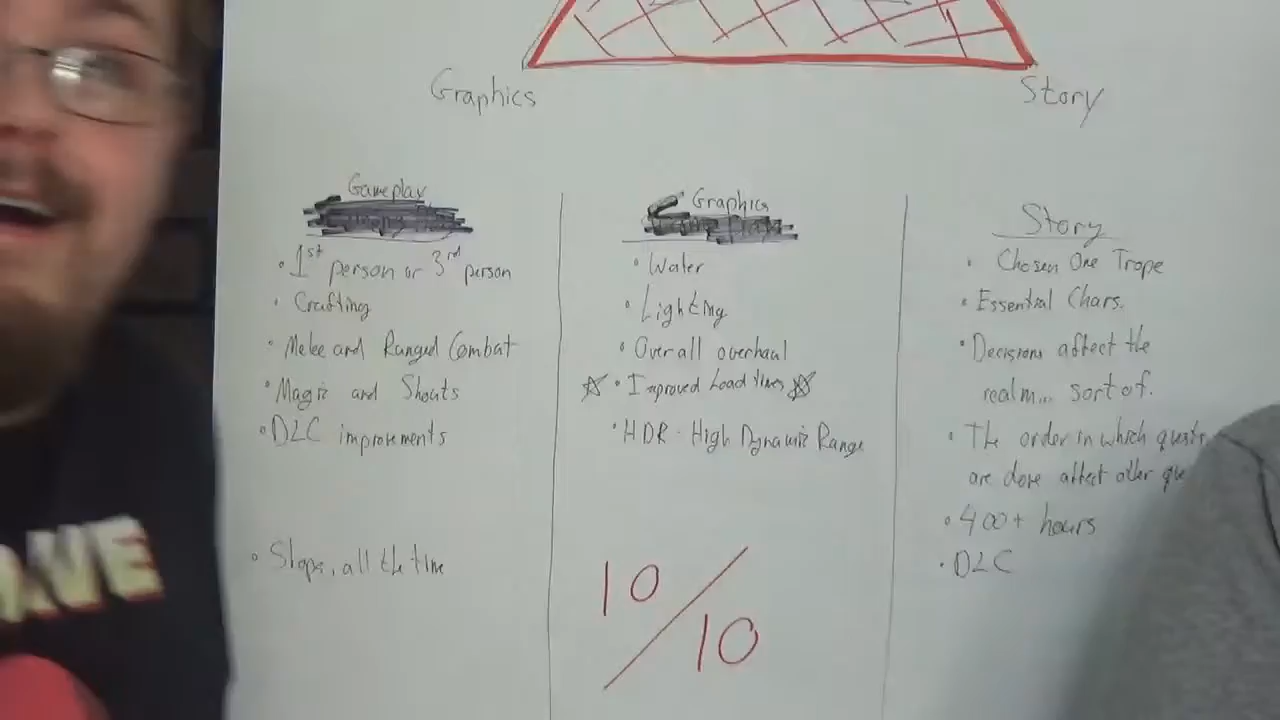 Graphics
Story
Gameplay
• 1st person or 3rd person
• Crafting
• Melee and Ranged Combat
• Magic and Shouts
• DLC improvements
all the time
Graphics
• Water
• Lighting
• Overall overhaul
☆ • Improved Load times ☆
• HDR - High Dynamic Range
10/10
Story
• Chosen One Trope
• Essential Chars.
• Decisions affect the
realm... sort of.
• The order in which quests
are done affect other que
• 400+ hours
• DLC
AVE